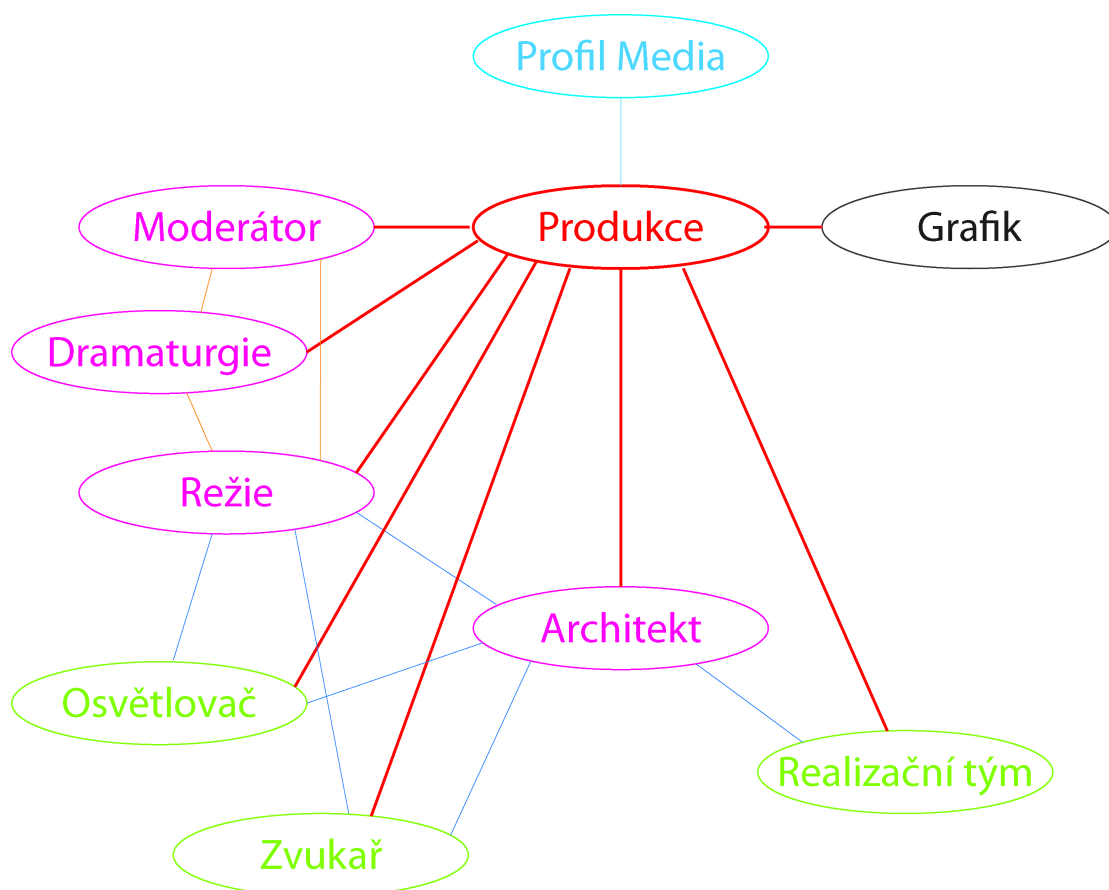 Profil Media
Moderátor
Produkce
Grafik
Dramaturgie
Režie
Architekt
Osvětlovač
Realizační tým
Zvukař